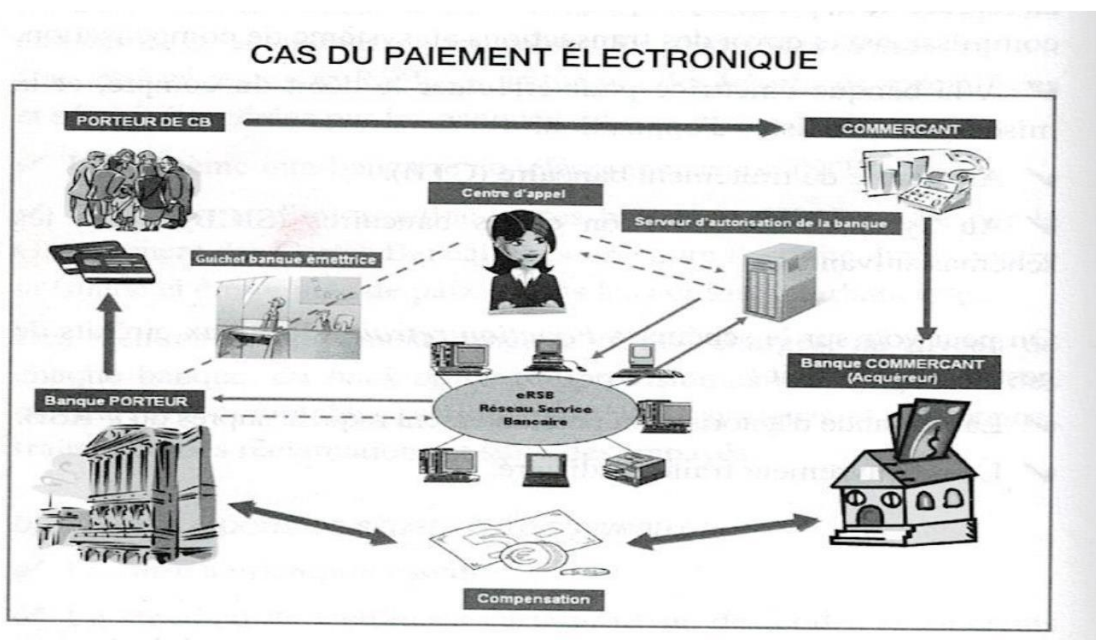 CAS DU PAIEMENT ÉLECTRONIQUE
PORTEUR DE CB
COMMERCANT
Centre d'appel
Serveur d'autorisation de la banque
Guichet banque émettrice
Banque COMMERCANT
(Acquéreur)
Banque PORTEUR
eRSB
Réseau Service
Bancaire
Compensation